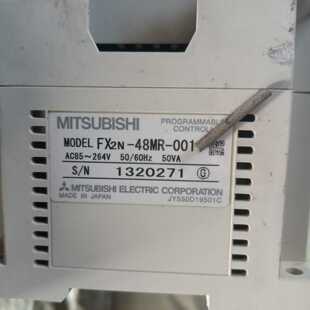 MITSUBISHI
PROGRAMMABLE
CONTROLLER
MODEL FX2N-48MR-001
AC85~264V 50/60Hz 50VA
S/N 1320271 G
MITSUBISHI ELECTRIC CORPORATION
MADE IN JAPAN JY550D19501C